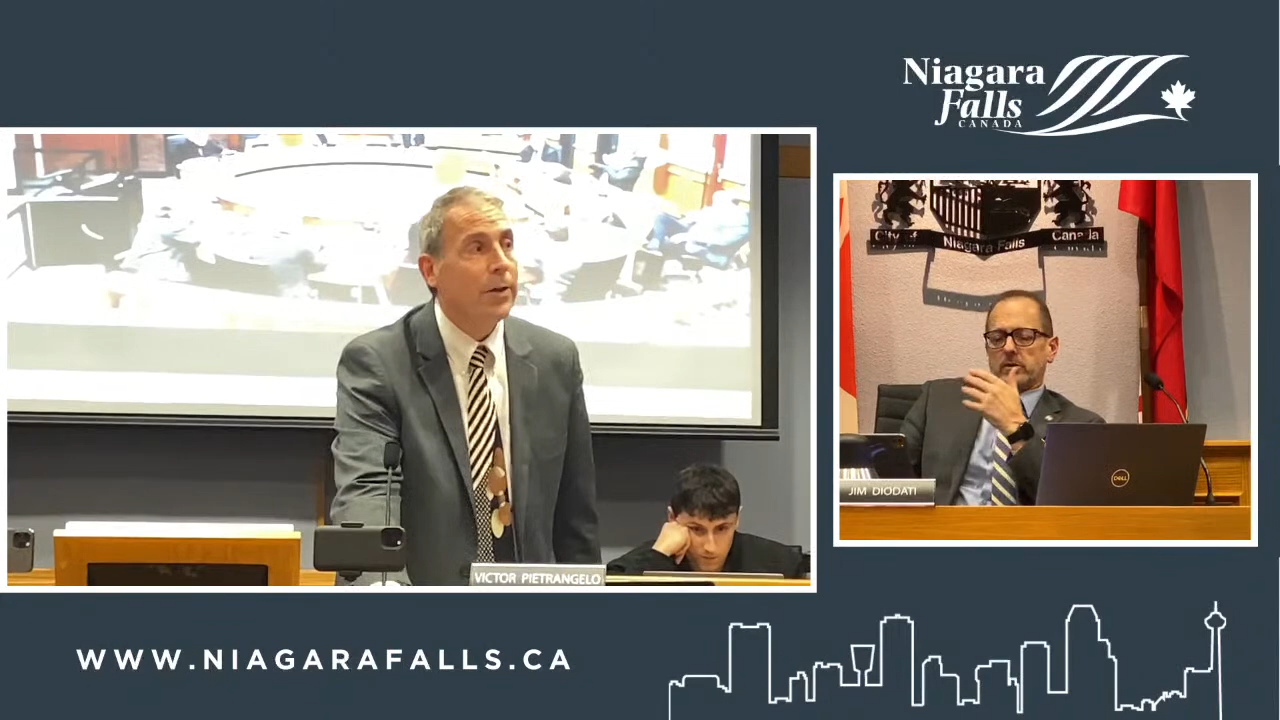 Niagara
Falls
CANADA
City of
Niagara Falls
Canada
JIM DIODATI
DELL
VICTOR PIETRANGELO
WWW.NIAGARAFALLS.CA